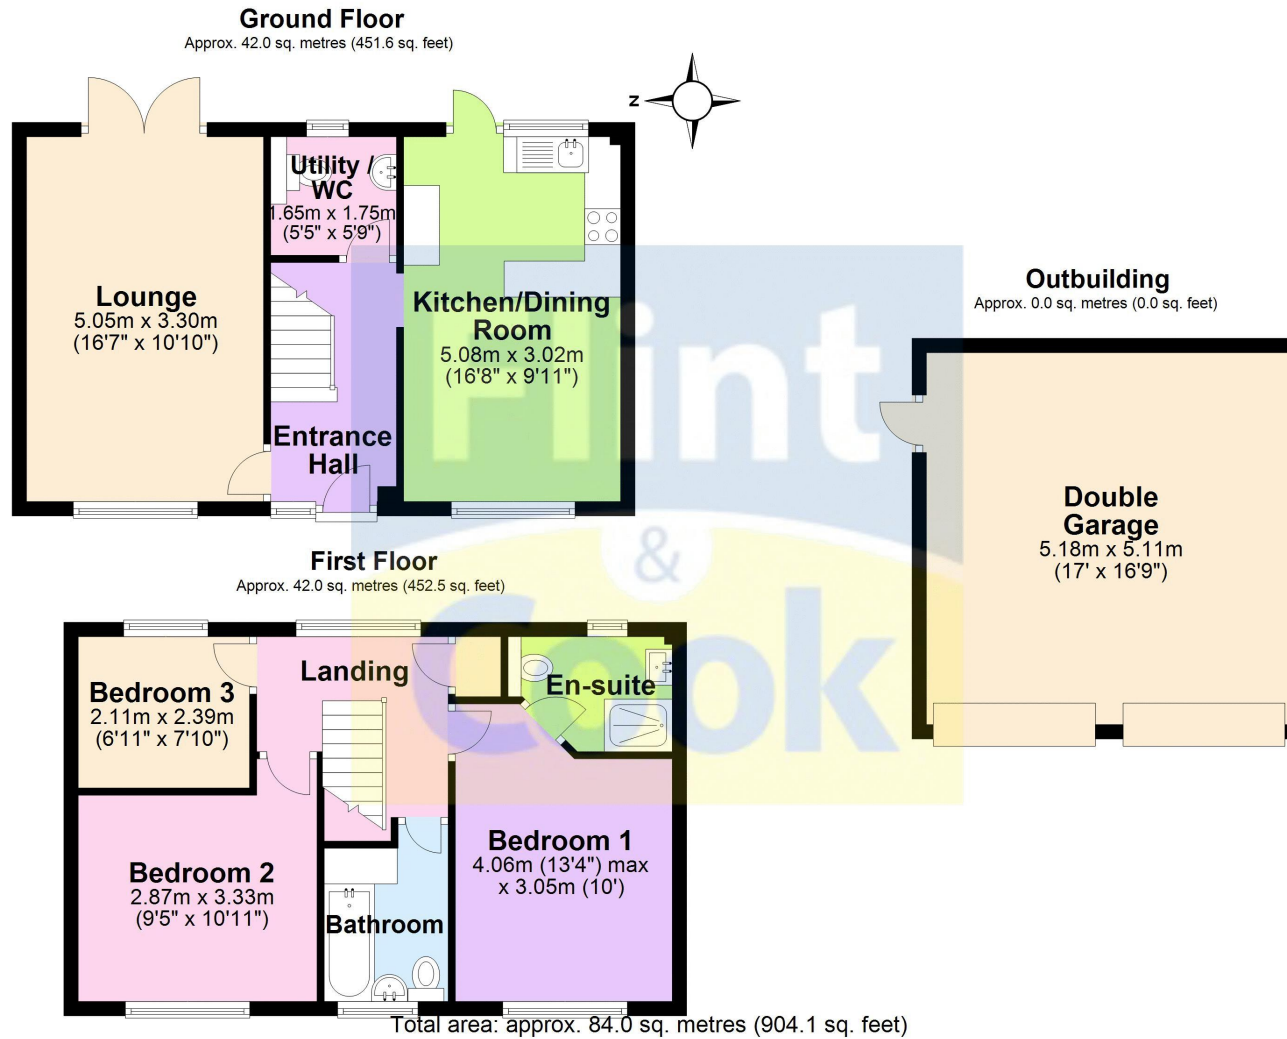 Ground Floor
Approx. 42.0 sq. metres (451.6 sq. feet)
N
Utility /
WC
1.65m x 1.75m
(5'5" x 5'9")
Lounge
5.05m x 3.30m
(16'7" x 10'10")
Kitchen/Dining
Room
5.08m x 3.02m
(16'8" x 9'11")
Entrance
Hall
Outbuilding
Approx. 0.0 sq. metres (0.0 sq. feet)
Double
Garage
5.18m x 5.11m
(17' x 16'9")
First Floor
Approx. 42.0 sq. metres (452.5 sq. feet)
Landing
Bedroom 3
2.11m x 2.39m
(6'11" x 7'10")
En-suite
Bedroom 1
4.06m (13'4") max
x 3.05m (10')
Bedroom 2
2.87m x 3.33m
(9'5" x 10'11")
Bathroom
Flint
&
Cook
Total area: approx. 84.0 sq. metres (904.1 sq. feet)